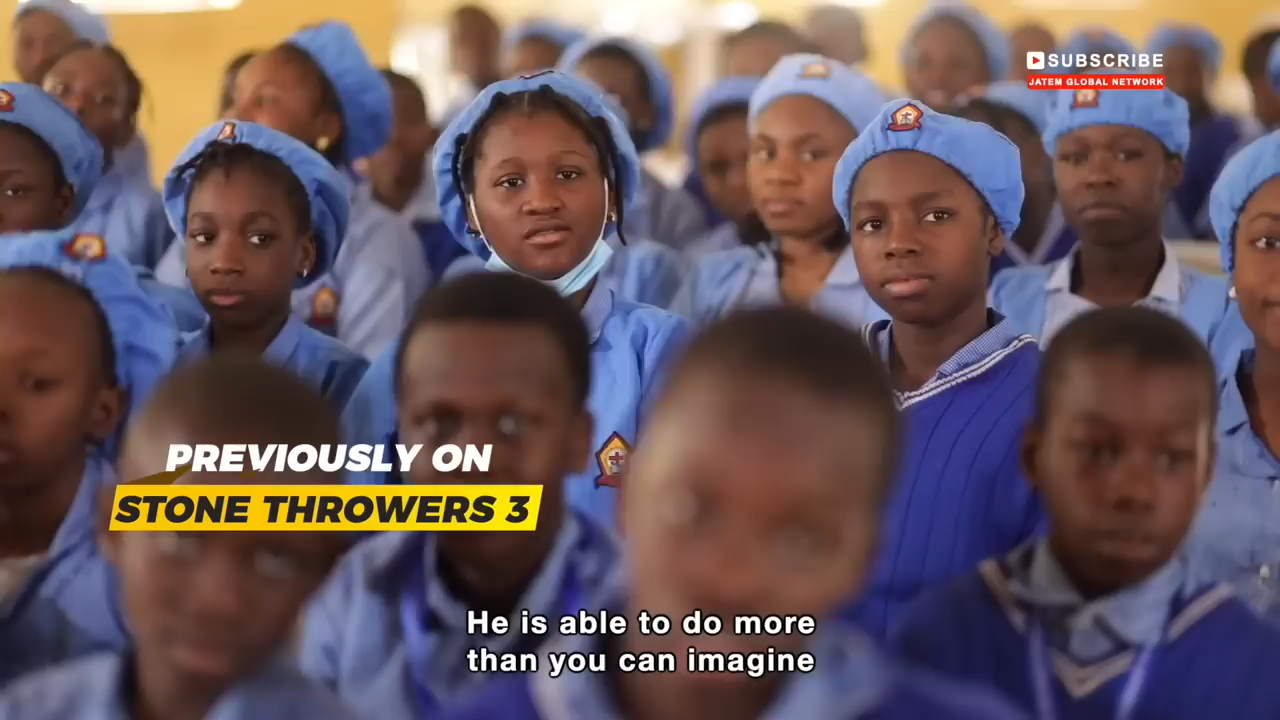 SUBSCRIBE
JATEM GLOBAL NETWORK
PREVIOUSLY ON
STONE THROWERS 3
He is able to do more
than you can imagine